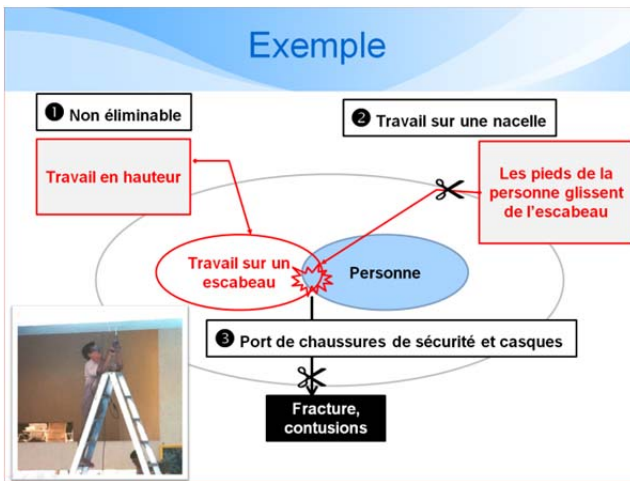 Exemple
❶ Non éliminable
❷ Travail sur une nacelle
Travail en hauteur
Les pieds de la
personne glissent
de l'escabeau
Travail sur un
escabeau
Personne
❸ Port de chaussures de sécurité et casques
Fracture,
contusions